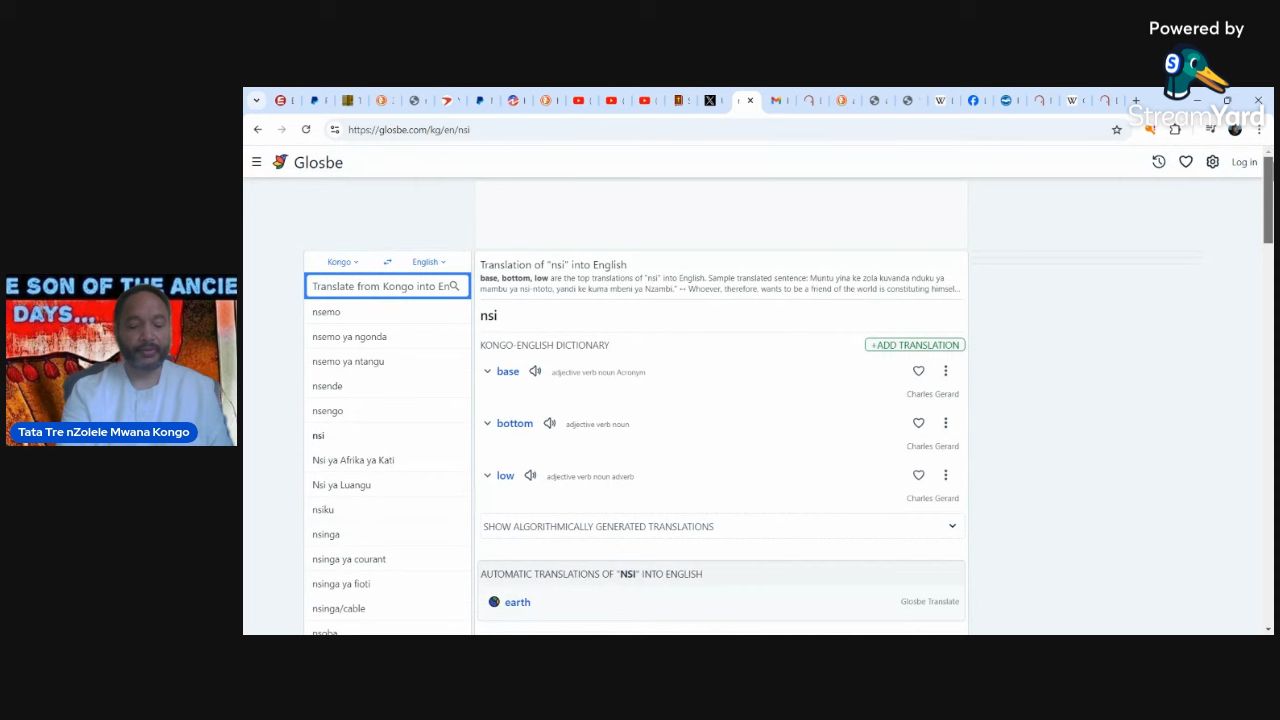 Powered by
S
StreamYard
https://glosbe.com/kg/en/nsi
Glosbe
Log in
Kongo
English
Translate from Kongo into En
nsemo
nsemo ya ngonda
nsemo ya ntangu
nsende
nsengo
nsi
Nsi ya Afrika ya Kati
Nsi ya Luangu
nsiku
nsinga
nsinga ya courant
nsinga ya fioti
nsinga/cable
nsoba
Translation of "nsi" into English
base, bottom, low are the top translations of "nsi" into English. Sample translated sentence: Muntu yina ke zola kuvanda nduku ya
mambu ya nsi-ntoto, yandi ke kuma mbeni ya Nzambi." ↔ Whoever, therefore, wants to be a friend of the world is constituting himsel...
nsi
KONGO-ENGLISH DICTIONARY
+ADD TRANSLATION
base adjective verb noun Acronym
Charles Gerard
bottom adjective verb noun
Charles Gerard
low adjective verb noun adverb
Charles Gerard
SHOW ALGORITHMICALLY GENERATED TRANSLATIONS
AUTOMATIC TRANSLATIONS OF "NSI" INTO ENGLISH
earth
Glosbe Translate
E SON OF THE ANCIE
DAYS...
Tata Tre nZolele Mwana Kongo